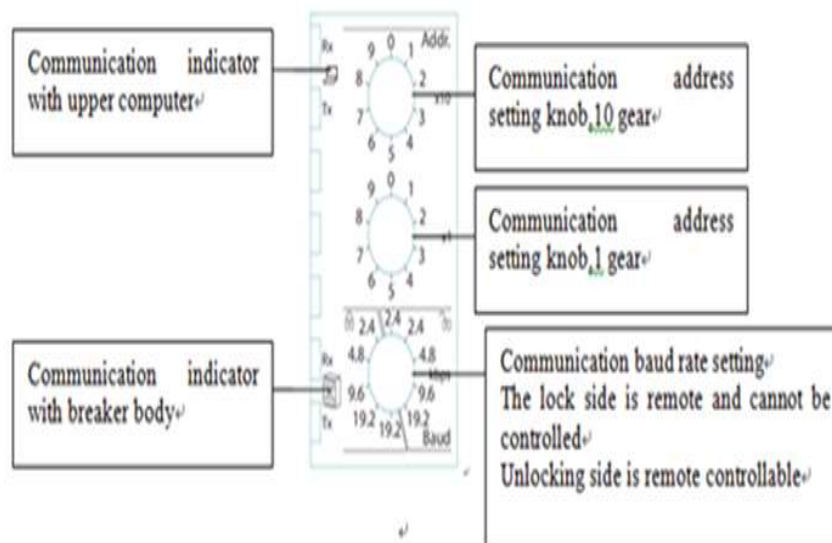 Communication indicator
with upper computer
Rx
Tx
Addr.
0
1
2
3
4
5
6
7
8
9
x10
Communication address
setting knob,10 gear
0
1
2
3
4
5
6
7
8
9
x1
Communication address
setting knob,1 gear
Communication indicator
with breaker body
Rx
Tx
2.4 2.4 2.4
4.8 4.8
kbps
9.6 9.6
19.2 19.2 19.2
Baud
Communication baud rate setting
The lock side is remote and cannot be
controlled
Unlocking side is remote controllable